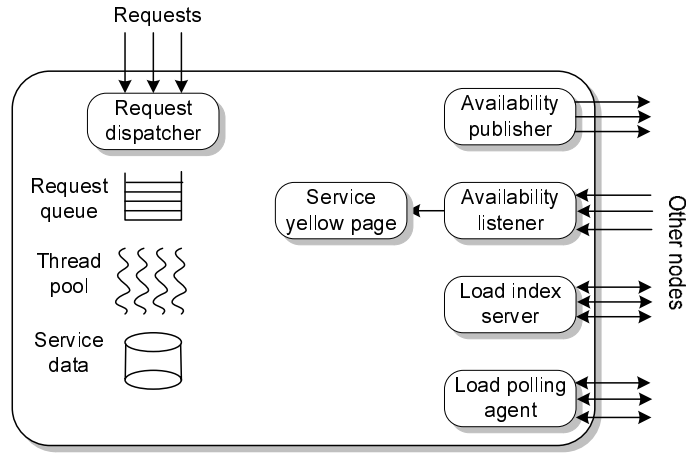 Requests
Request
dispatcher
Availability
publisher
Request
queue
Service
yellow page
Availability
listener
Other nodes
Thread
pool
Load index
server
Service
data
Load polling
agent